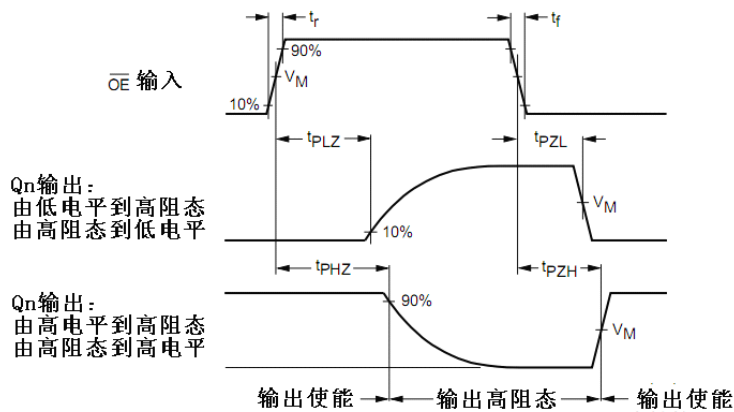 tr
tf
90%
VM
OE 输入
10%
tPLZ
tPZL
Qn输出：
由低电平到高阻态
由高阻态到低电平
VM
10%
tPHZ
tPZH
Qn输出：
由高电平到高阻态
由高阻态到高电平
90%
VM
输出使能
输出高阻态
输出使能